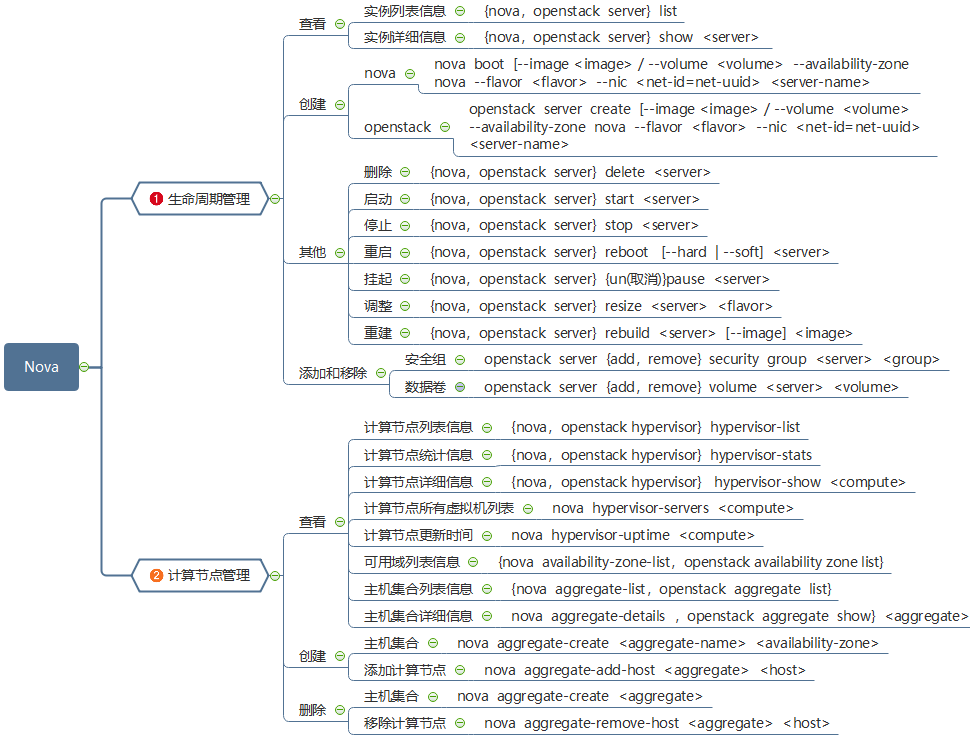 Nova
1 生命周期管理
查看
实例列表信息 {nova，openstack server} list
实例详细信息 {nova，openstack server} show <server>
创建
nova
nova boot [--image <image> / --volume <volume> --availability-zone
nova --flavor <flavor> --nic <net-id=net-uuid> <server-name>
openstack
openstack server create [--image <image> / --volume <volume>
--availability-zone nova --flavor <flavor> --nic <net-id=net-uuid>
<server-name>
其他
删除 {nova，openstack server} delete <server>
启动 {nova，openstack server} start <server>
停止 {nova，openstack server} stop <server>
重启 {nova，openstack server} reboot [--hard | --soft] <server>
挂起 {nova，openstack server} {un(取消)}pause <server>
调整 {nova，openstack server} resize <server> <flavor>
重建 {nova，openstack server} rebuild <server> [--image] <image>
添加和移除
安全组 openstack server {add，remove} security group <server> <group>
数据卷 openstack server {add，remove} volume <server> <volume>
2 计算节点管理
查看
计算节点列表信息 {nova，openstack hypervisor} hypervisor-list
计算节点统计信息 {nova，openstack hypervisor} hypervisor-stats
计算节点详细信息 {nova，openstack hypervisor} hypervisor-show <compute>
计算节点所有虚拟机列表 nova hypervisor-servers <compute>
计算节点更新时间 nova hypervisor-uptime <compute>
可用域列表信息 {nova availability-zone-list，openstack availability zone list}
主机集合列表信息 {nova aggregate-list，openstack aggregate list}
主机集合详细信息 nova aggregate-details ，openstack aggregate show} <aggregate>
创建
主机集合 nova aggregate-create <aggregate-name> <availability-zone>
添加计算节点 nova aggregate-add-host <aggregate> <host>
删除
主机集合 nova aggregate-create <aggregate>
移除计算节点 nova aggregate-remove-host <aggregate> <host>